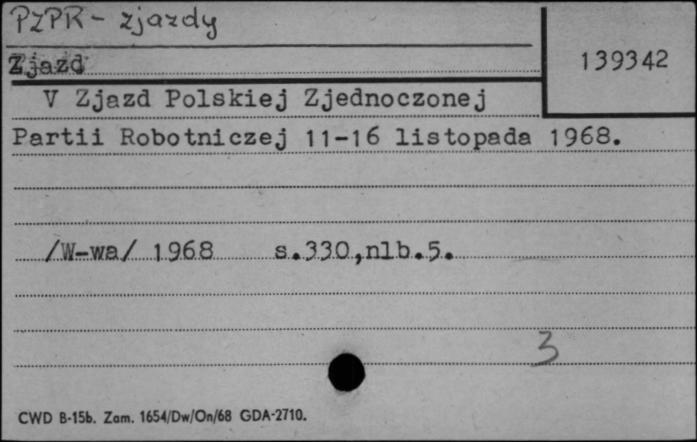 PZPR - zjazdy
Zjazd
139342
V Zjazd Polskiej Zjednoczonej
Partii Robotniczej 11-16 listopada 1968.
/W-wa/ 1968 s.330,nlb.5.
3
CWD B-15b. Zam. 1654/Dw/On/68 GDA-2710.